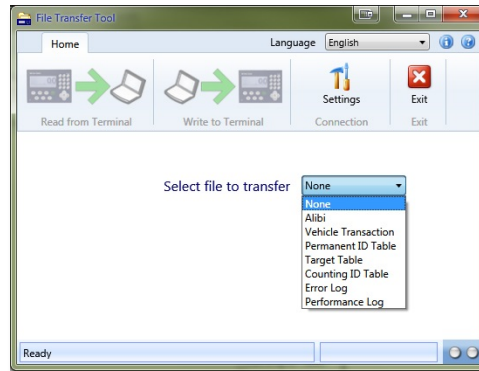 File Transfer Tool
Home
Language English
Settings
Exit
Read from Terminal
Write to Terminal
Connection
Exit
Select file to transfer None
None
Alibi
Vehicle Transaction
Permanent ID Table
Target Table
Counting ID Table
Error Log
Performance Log
Ready